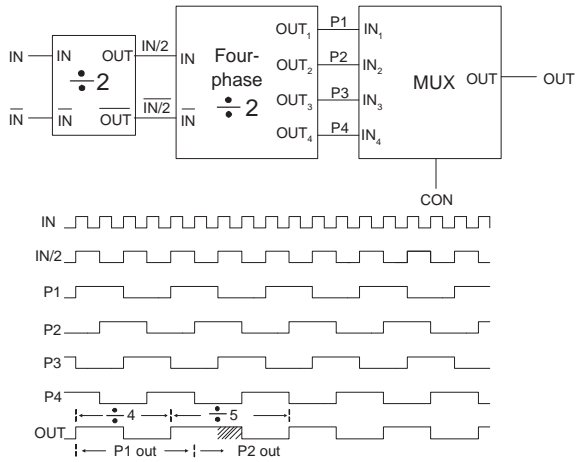 IN IN OUT IN/2 IN Four-phase ÷ 2 OUT1 P1 IN1
÷ 2 OUT2 P2 IN2 MUX OUT OUT
OUT3 P3 IN3
IN IN OUT IN/2 IN OUT4 P4 IN4
CON
IN
IN/2
P1
P2
P3
P4
÷ 4 ÷ 5
OUT
P1 out P2 out